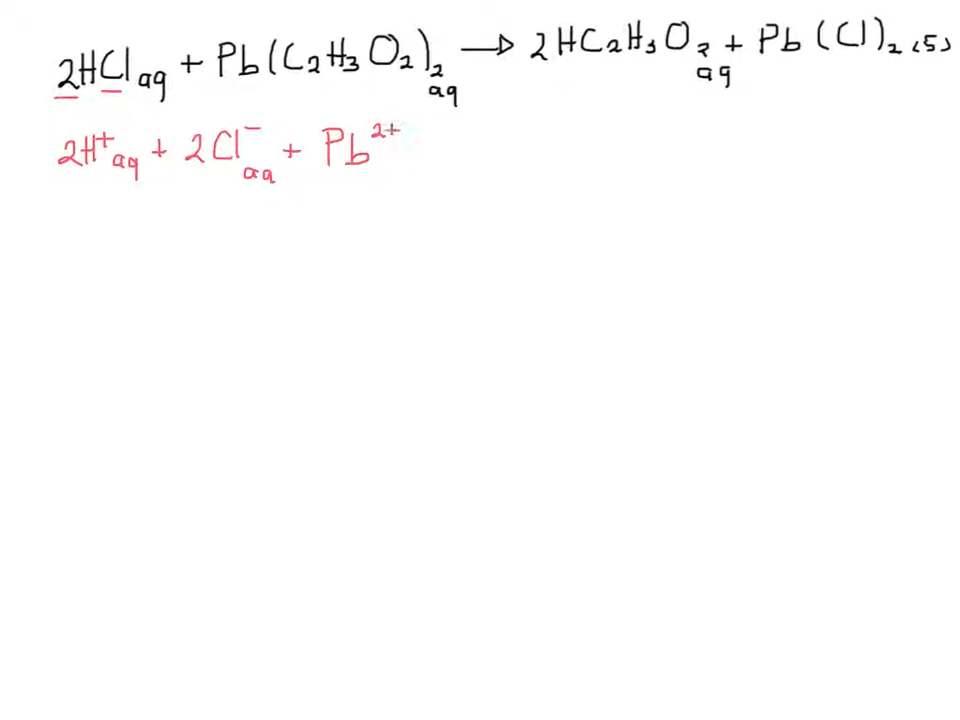 2HCl aq + Pb(C₂H₃O₂)₂ aq → 2HC₂H₃O₂ aq + Pb(Cl)₂ (s)
2H⁺ aq + 2Cl⁻ aq + Pb²⁺